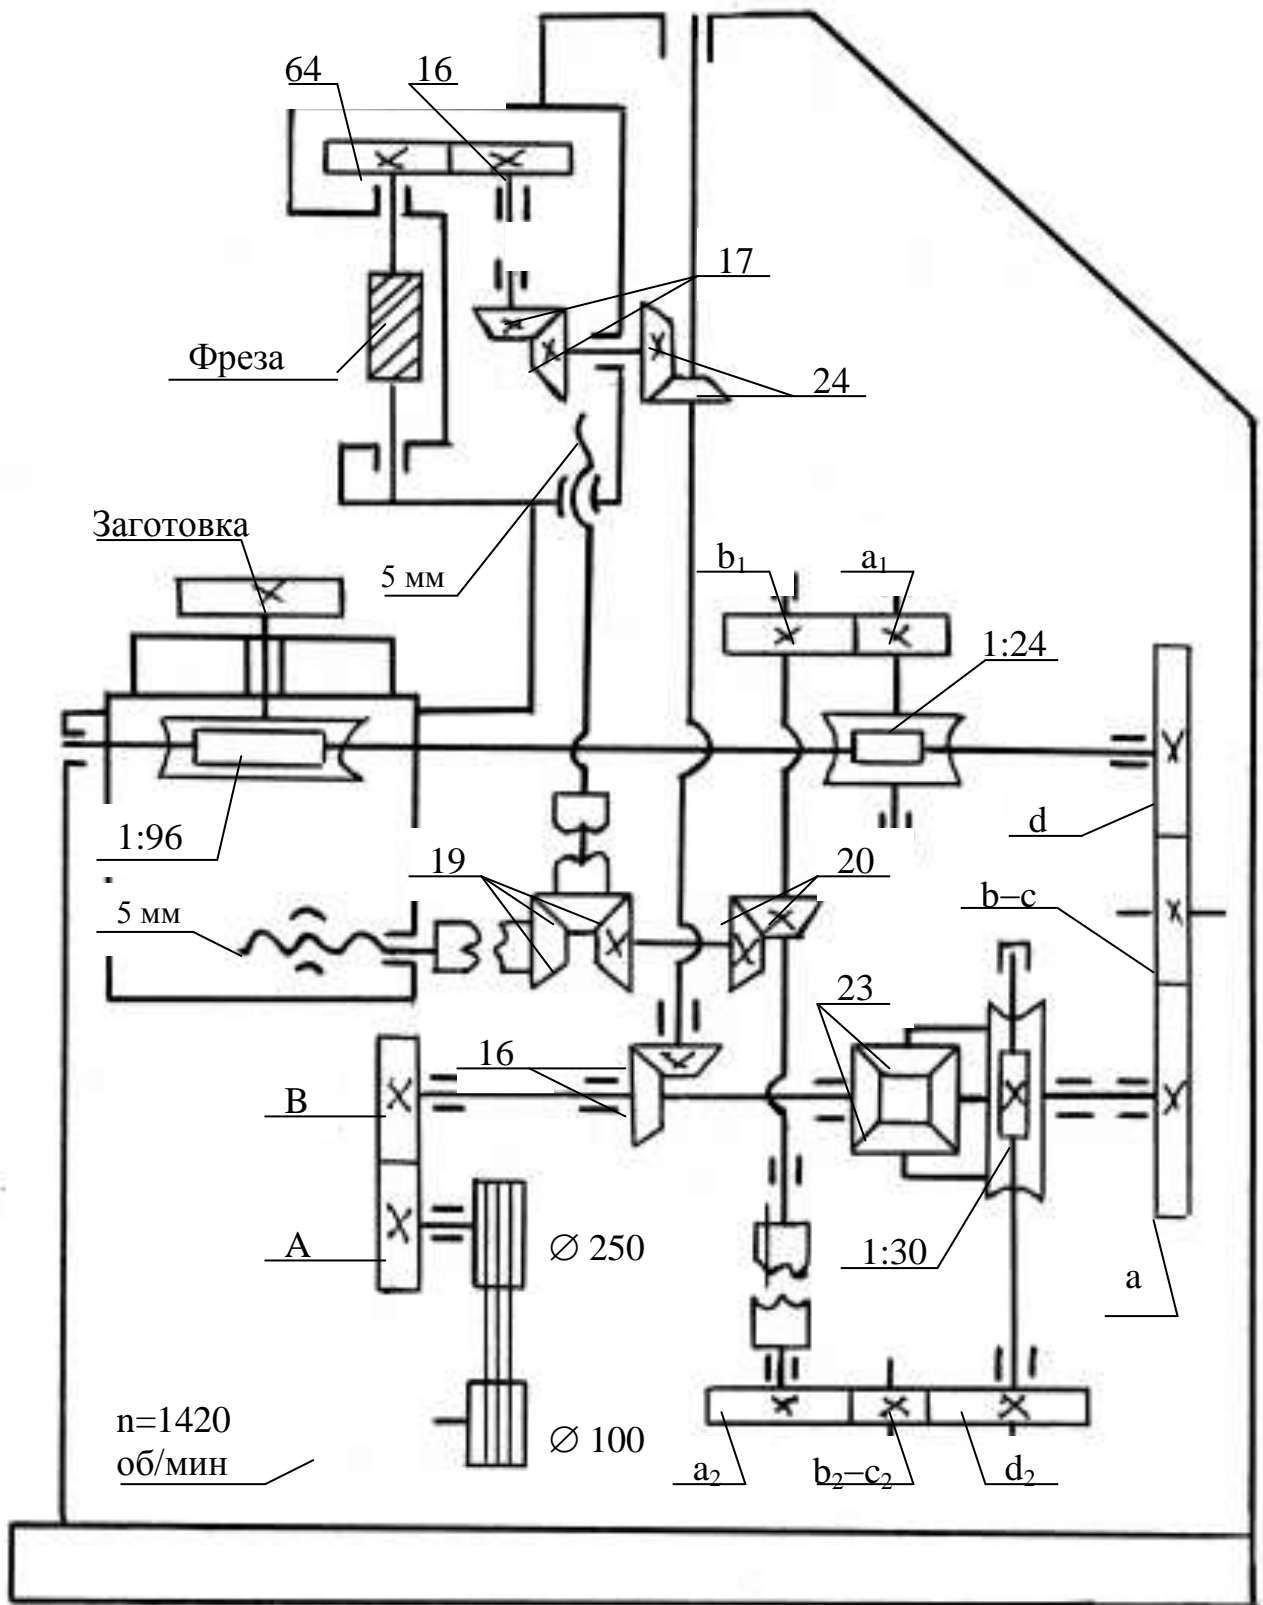 64
16
17
Фреза
24
Заготовка
5 мм
b₁
a₁
1:24
1:96
d
19
20
b–c
5 мм
23
16
B
A
∅ 250
1:30
a
n=1420
об/мин
∅ 100
a₂
b₂–c₂
d₂